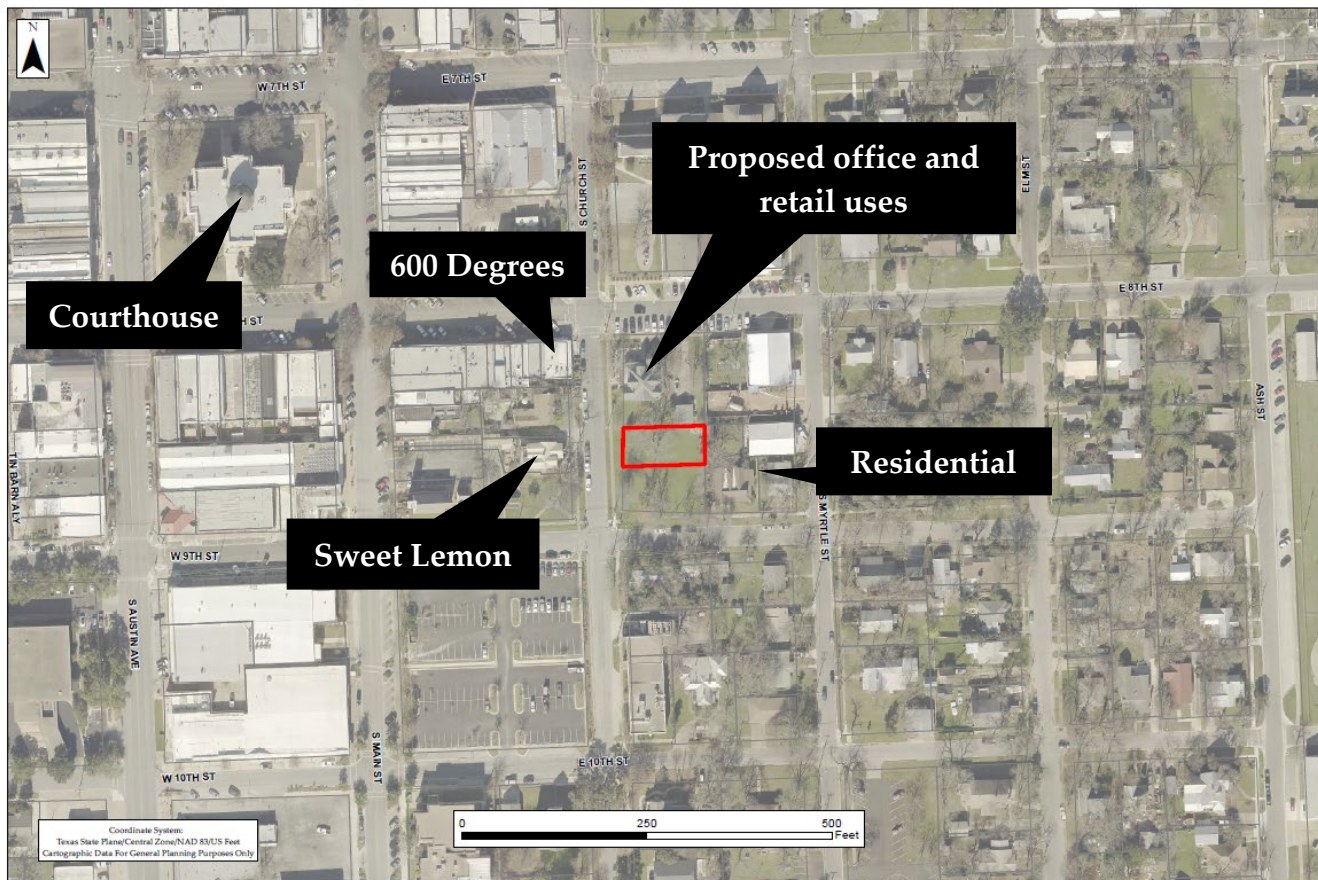 N
W 7TH ST
E 7TH ST
S CHURCH ST
ELM ST
Proposed office and
retail uses
600 Degrees
Courthouse
TH ST
E 8TH ST
ASH ST
Residential
Sweet Lemon
TIN BARN ALY
S MYRTLE ST
W 9TH ST
S AUSTIN AVE
S MAIN ST
E 10TH ST
W 10TH ST
0 250 500
Feet
Coordinate System:
Texas State Plane/Central Zone/NAD 83/US Feet
Cartographic Data For General Planning Purposes Only